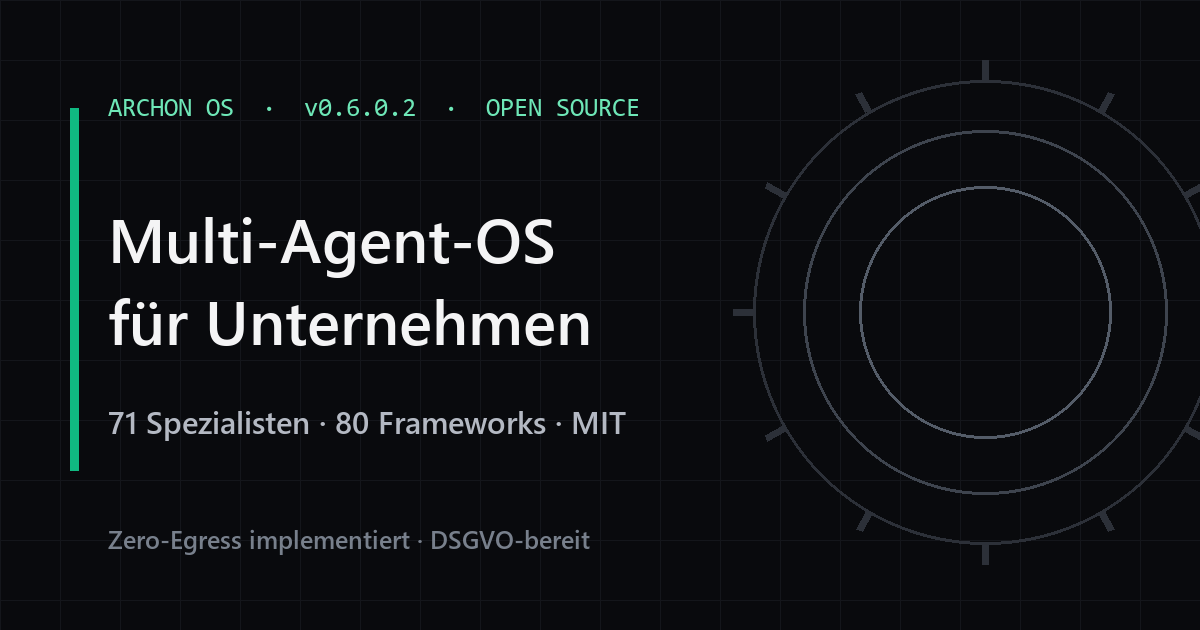 ARCHON OS · v0.6.0.2 · OPEN SOURCE
Multi-Agent-OS
für Unternehmen
71 Spezialisten · 80 Frameworks · MIT
Zero-Egress implementiert · DSGVO-bereit